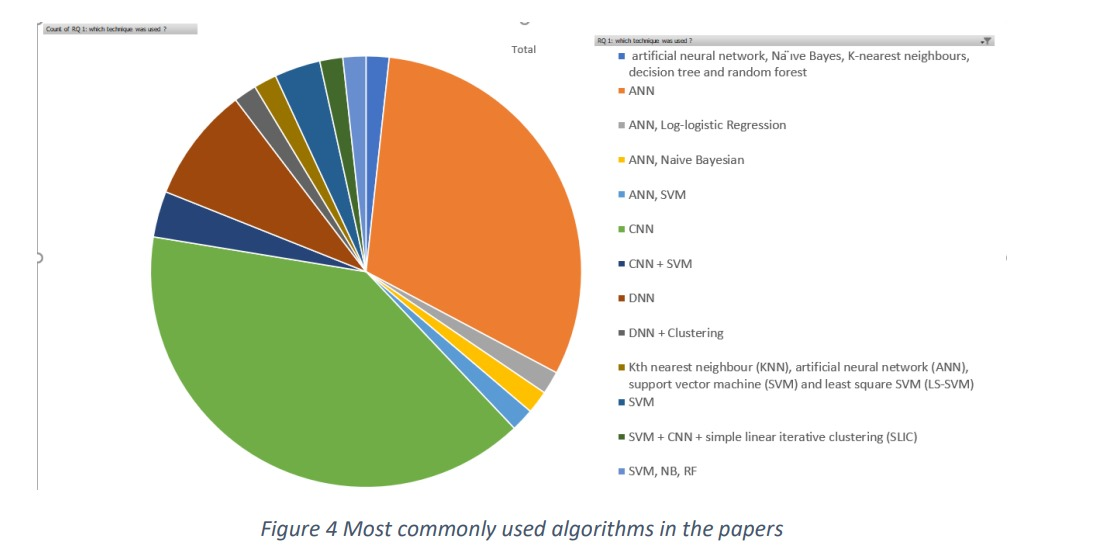 Count of RQ 1: which technique was used ?
Total
RQ 1: which technique was used ?
artificial neural network, Na¨ıve Bayes, K-nearest neighbours,
decision tree and random forest
ANN
ANN, Log-logistic Regression
ANN, Naive Bayesian
ANN, SVM
CNN
CNN + SVM
DNN
DNN + Clustering
Kth nearest neighbour (KNN), artificial neural network (ANN),
support vector machine (SVM) and least square SVM (LS-SVM)
SVM
SVM + CNN + simple linear iterative clustering (SLIC)
SVM, NB, RF
Figure 4 Most commonly used algorithms in the papers